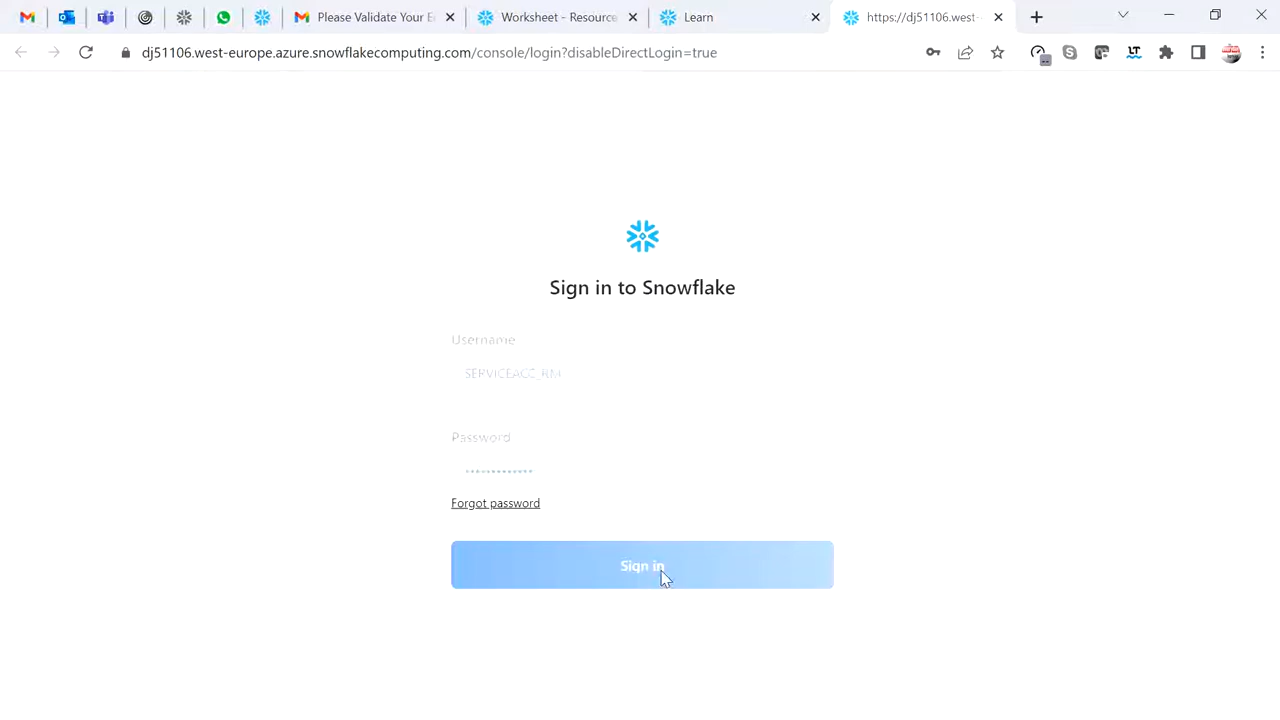 Please Validate Your E
Worksheet - Resource
Learn
https://dj51106.west-
dj51106.west-europe.azure.snowflakecomputing.com/console/login?disableDirectLogin=true
Sign in to Snowflake
Username
SERVICEACC_RM
Password
Forgot password
Sign in